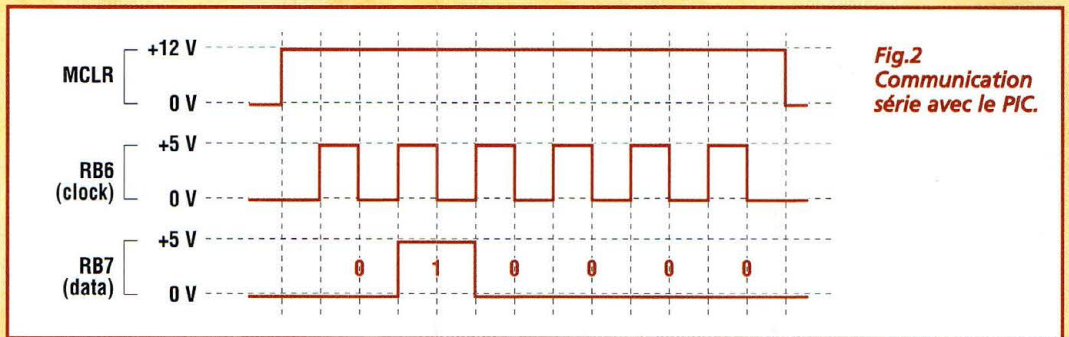 +12 V
MCLR
0 V
+5 V
RB6
(clock)
0 V
+5 V
RB7
(data)
0 V
0 1 0 0 0 0
Fig.2
Communication
série avec le PIC.